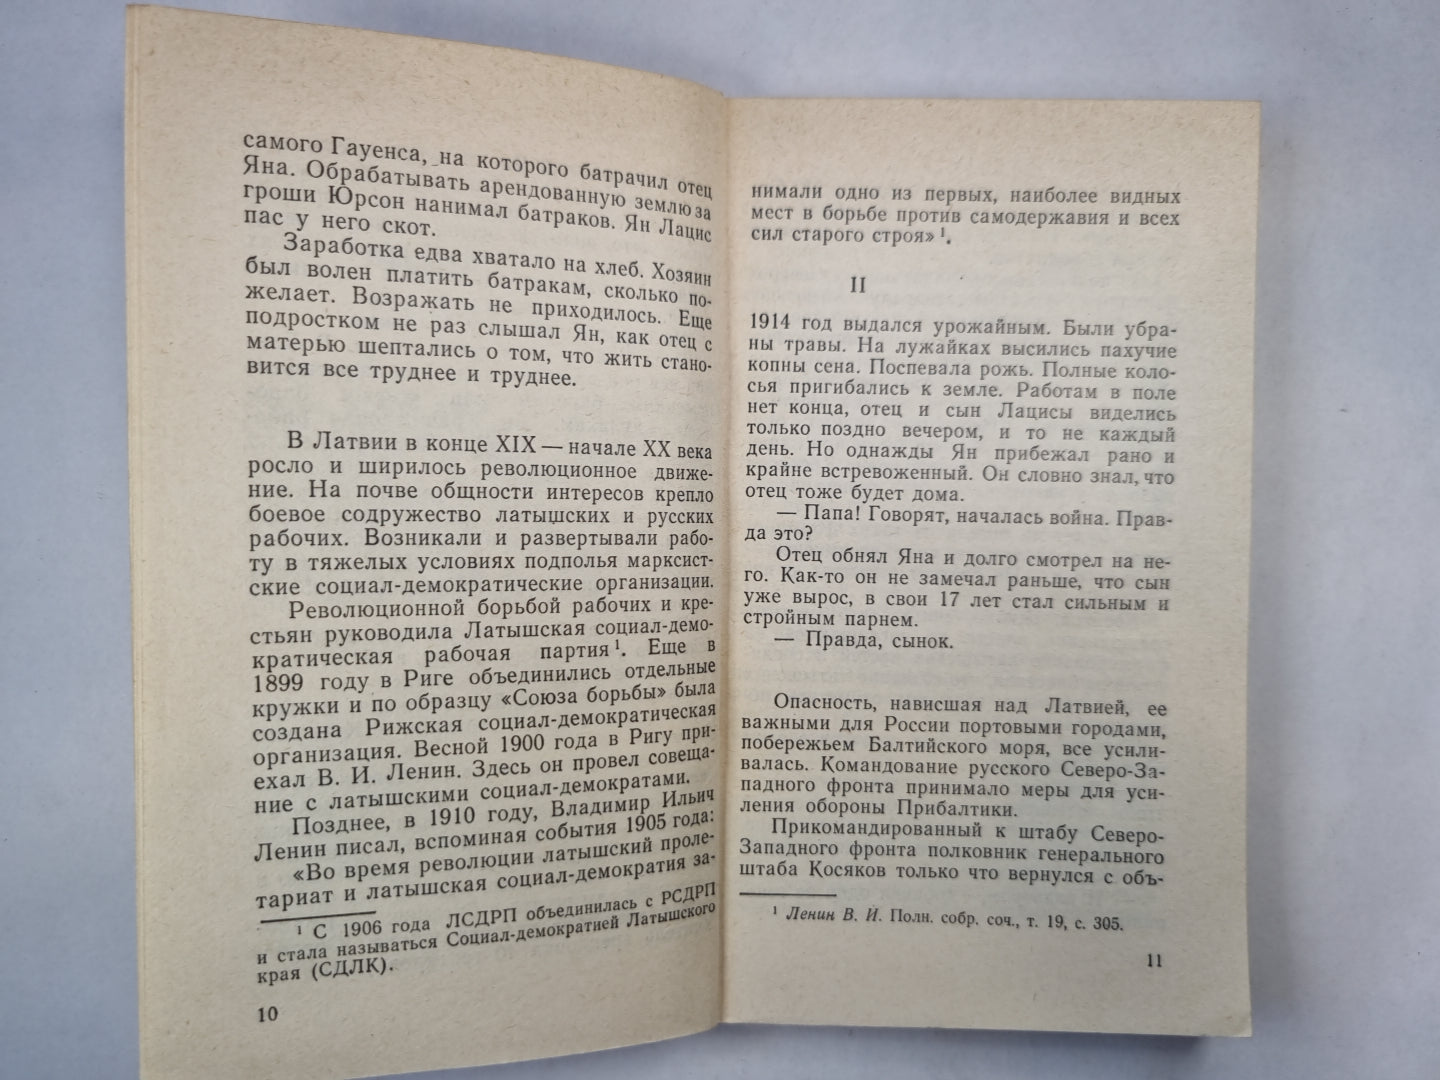 самого Гауенса, на которого батрачил отец
Яна. Обрабатывать арендованную землю за
гроши Юрсон нанимал батраков. Ян Лацис
пас у него скот.
Заработка едва хватало на хлеб. Хозяин
был волен платить батракам, сколько по-
желает. Возражать не приходилось. Еще
подростком не раз слышал Ян, как отец с
матерью шептались о том, что жить стано-
вится все труднее и труднее.
В Латвии в конце XIX — начале XX века
росло и ширилось революционное движе-
ние. На почве общности интересов крепло
боевое содружество латышских и русских
рабочих. Возникали и развертывали рабо-
ту в тяжелых условиях подполья марксист-
ские социал-демократические организации.
Революционной борьбой рабочих и кре-
стьян руководила Латышская социал-демо-
кратическая рабочая партия¹. Еще в
1899 году в Риге объединились отдельные
кружки и по образцу «Союза борьбы» была
создана Рижская социал-демократическая
организация. Весной 1900 года в Ригу при-
ехал В. И. Ленин. Здесь он провел совеща-
ние с латышскими социал-демократами.
Позднее, в 1910 году, Владимир Ильич
Ленин писал, вспоминая события 1905 года:
«Во время революции латышский проле-
тариат и латышская социал-демократия за-
¹ С 1906 года ЛСДРП объединилась с РСДРП
и стала называться Социал-демократией Латышского
края (СДЛК).
10
нимали одно из первых, наиболее видных
мест в борьбе против самодержавия и всех
сил старого строя»¹.
II
1914 год выдался урожайным. Были убра-
ны травы. На лужайках высились пахучие
копны сена. Поспевала рожь. Полные коло-
сья пригибались к земле. Работам в поле
нет конца, отец и сын Лацисы виделись
только поздно вечером, и то не каждый
день. Но однажды Ян прибежал рано и
крайне встревоженный. Он словно знал, что
отец тоже будет дома.
— Папа! Говорят, началась война. Прав-
да это?
Отец обнял Яна и долго смотрел на не-
го. Как-то он не замечал раньше, что сын
уже вырос, в свои 17 лет стал сильным и
стройным парнем.
— Правда, сынок.
Опасность, нависшая над Латвией, ее
важными для России портовыми городами,
побережьем Балтийского моря, все усили-
валась. Командование русского Северо-За-
падного фронта принимало меры для уси-
ления обороны Прибалтики.
Прикомандированный к штабу Северо-
Западного фронта полковник генерального
штаба Косяков только что вернулся с объ-
¹ Ленин В. И. Полн. собр. соч., т. 19, с. 305.
11